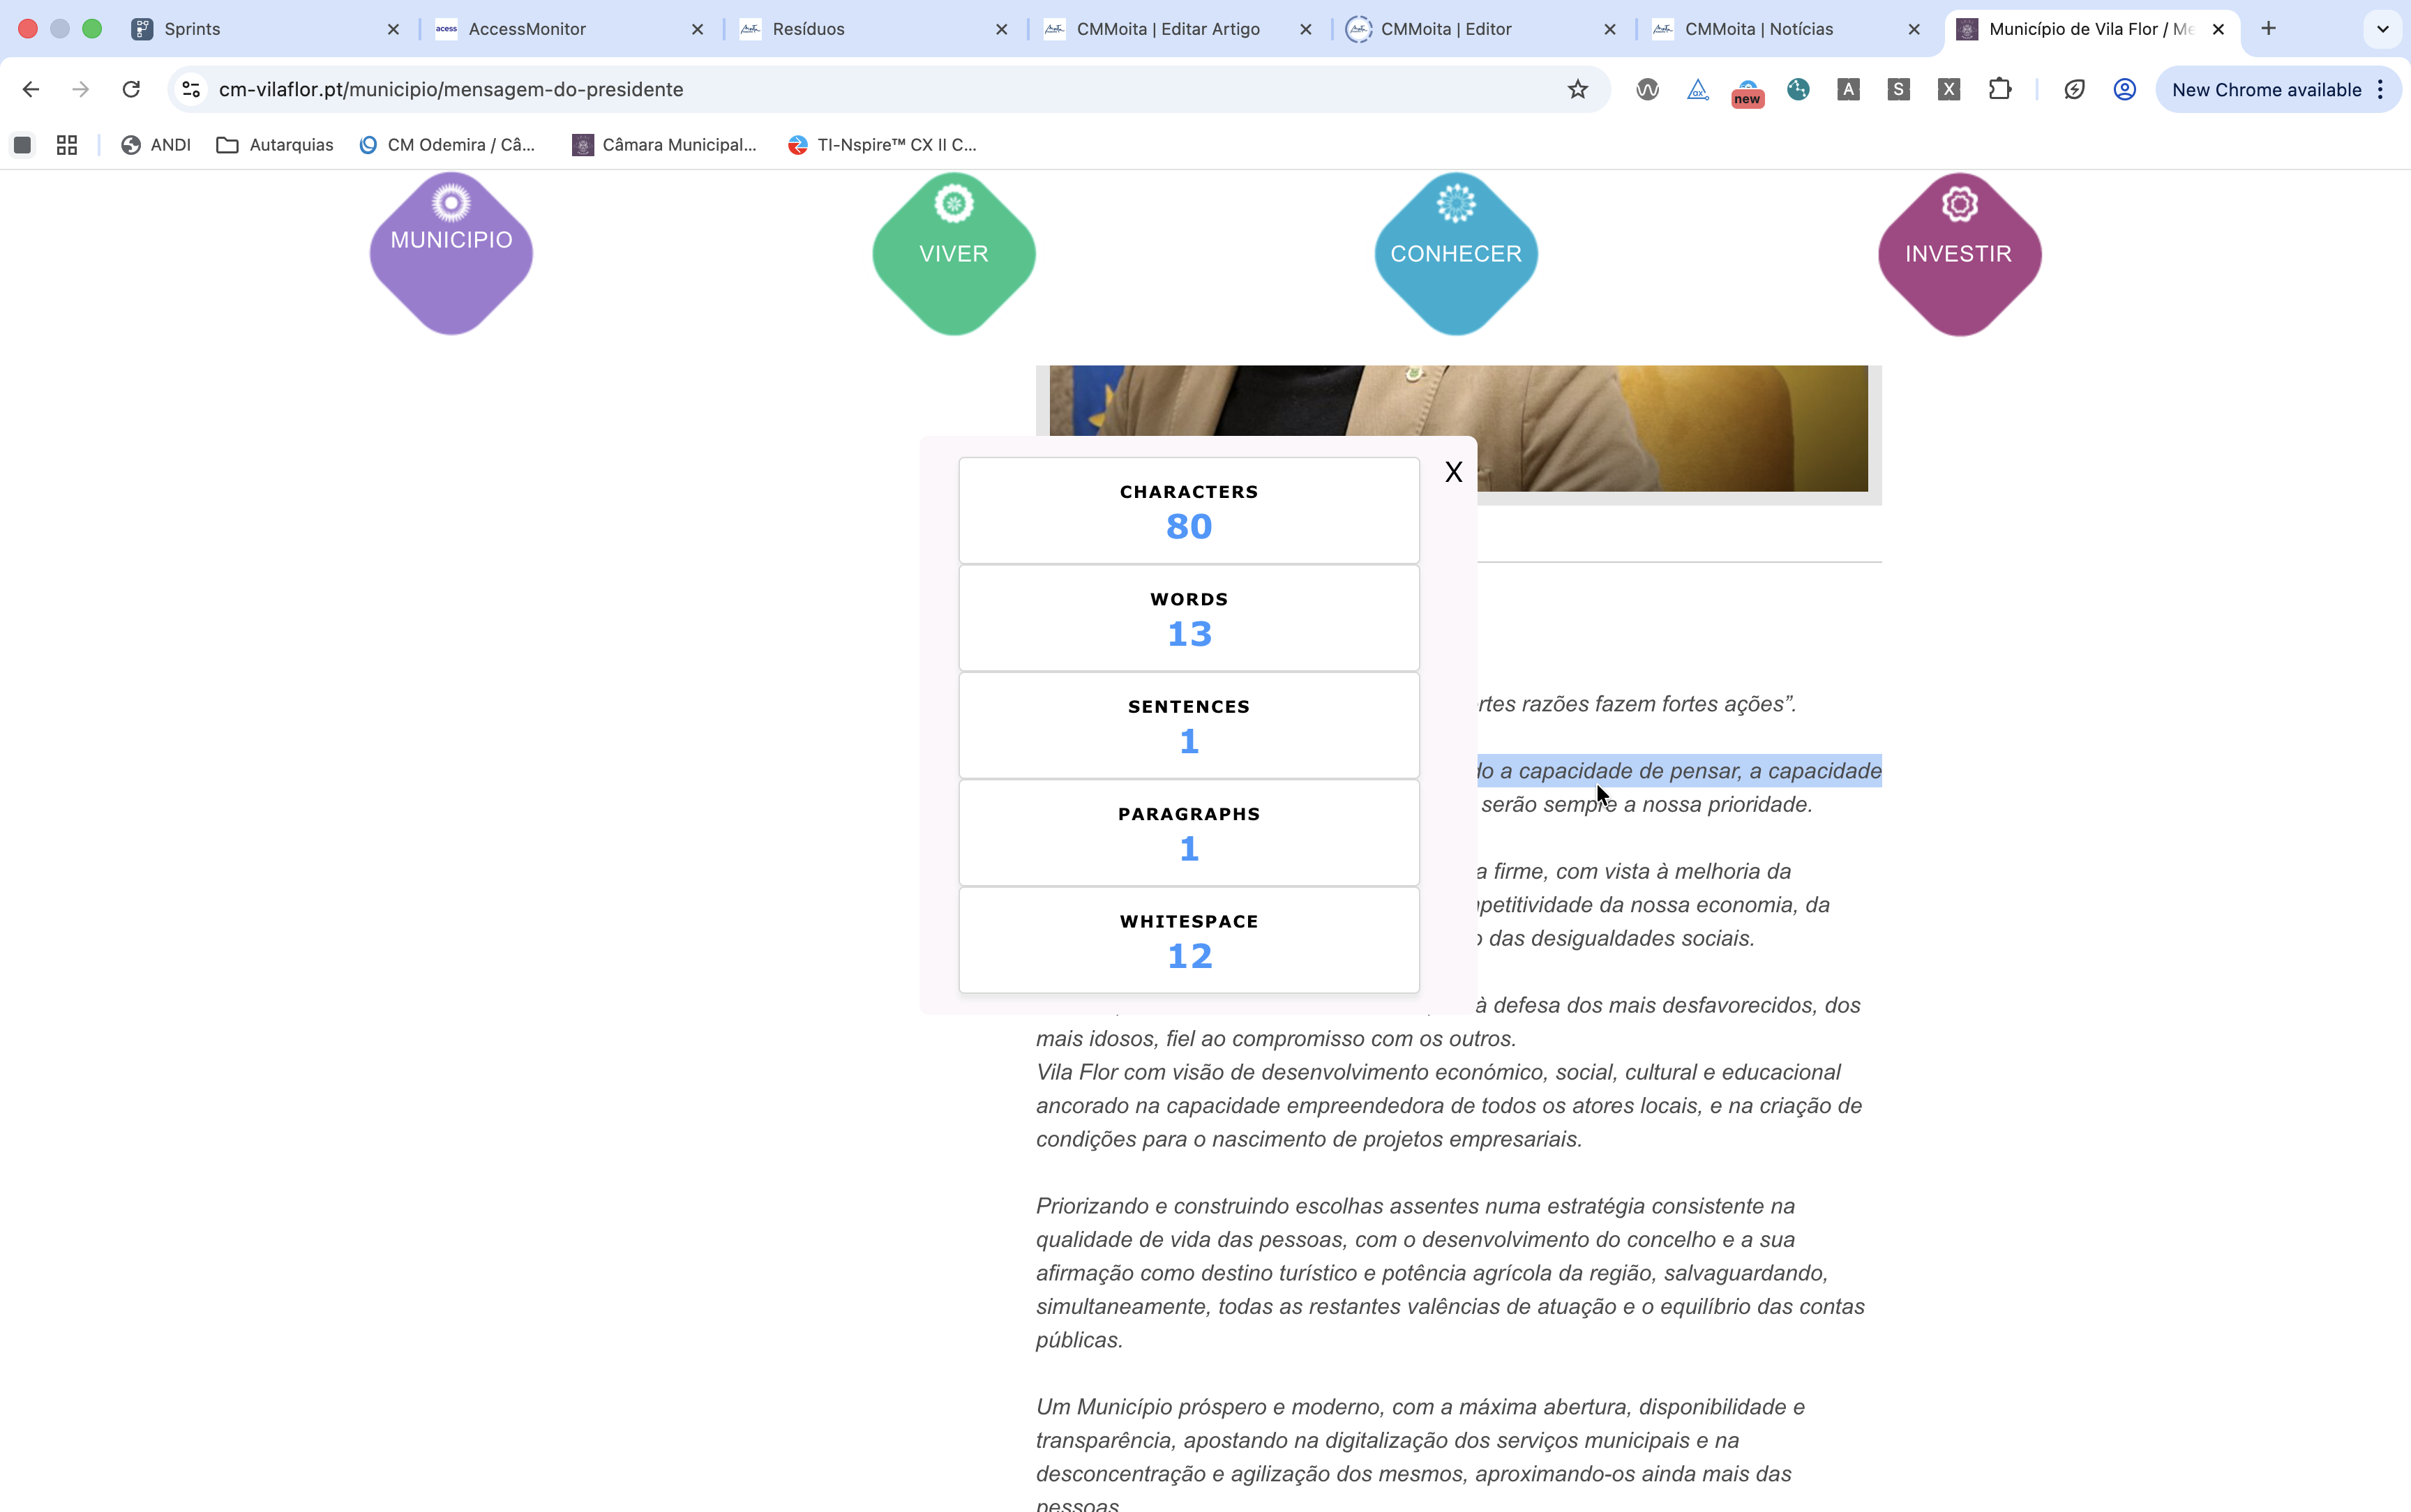 Sprints
AccessMonitor
Resíduos
CMMoita | Editar Artigo
CMMoita | Editor
CMMoita | Notícias
Município de Vila Flor / Me
cm-vilaflor.pt/municipio/mensagem-do-presidente
new
A
S
X
New Chrome available
ANDI
Autarquias
CM Odemira / Câ...
Câmara Municipal...
TI-Nspire™ CX II C...
MUNICIPIO
VIVER
CONHECER
INVESTIR
X
CHARACTERS
80
WORDS
13
SENTENCES
1
PARAGRAPHS
1
WHITESPACE
12
rtes razões fazem fortes ações”.
do a capacidade de pensar, a capacidade
serão sempre a nossa prioridade.
a firme, com vista à melhoria da
petitividade da nossa economia, da
o das desigualdades sociais.
à defesa dos mais desfavorecidos, dos
mais idosos, fiel ao compromisso com os outros.
Vila Flor com visão de desenvolvimento económico, social, cultural e educacional
ancorado na capacidade empreendedora de todos os atores locais, e na criação de
condições para o nascimento de projetos empresariais.
Priorizando e construindo escolhas assentes numa estratégia consistente na
qualidade de vida das pessoas, com o desenvolvimento do concelho e a sua
afirmação como destino turístico e potência agrícola da região, salvaguardando,
simultaneamente, todas as restantes valências de atuação e o equilíbrio das contas
públicas.
Um Município próspero e moderno, com a máxima abertura, disponibilidade e
transparência, apostando na digitalização dos serviços municipais e na
desconcentração e agilização dos mesmos, aproximando-os ainda mais das
pessoas